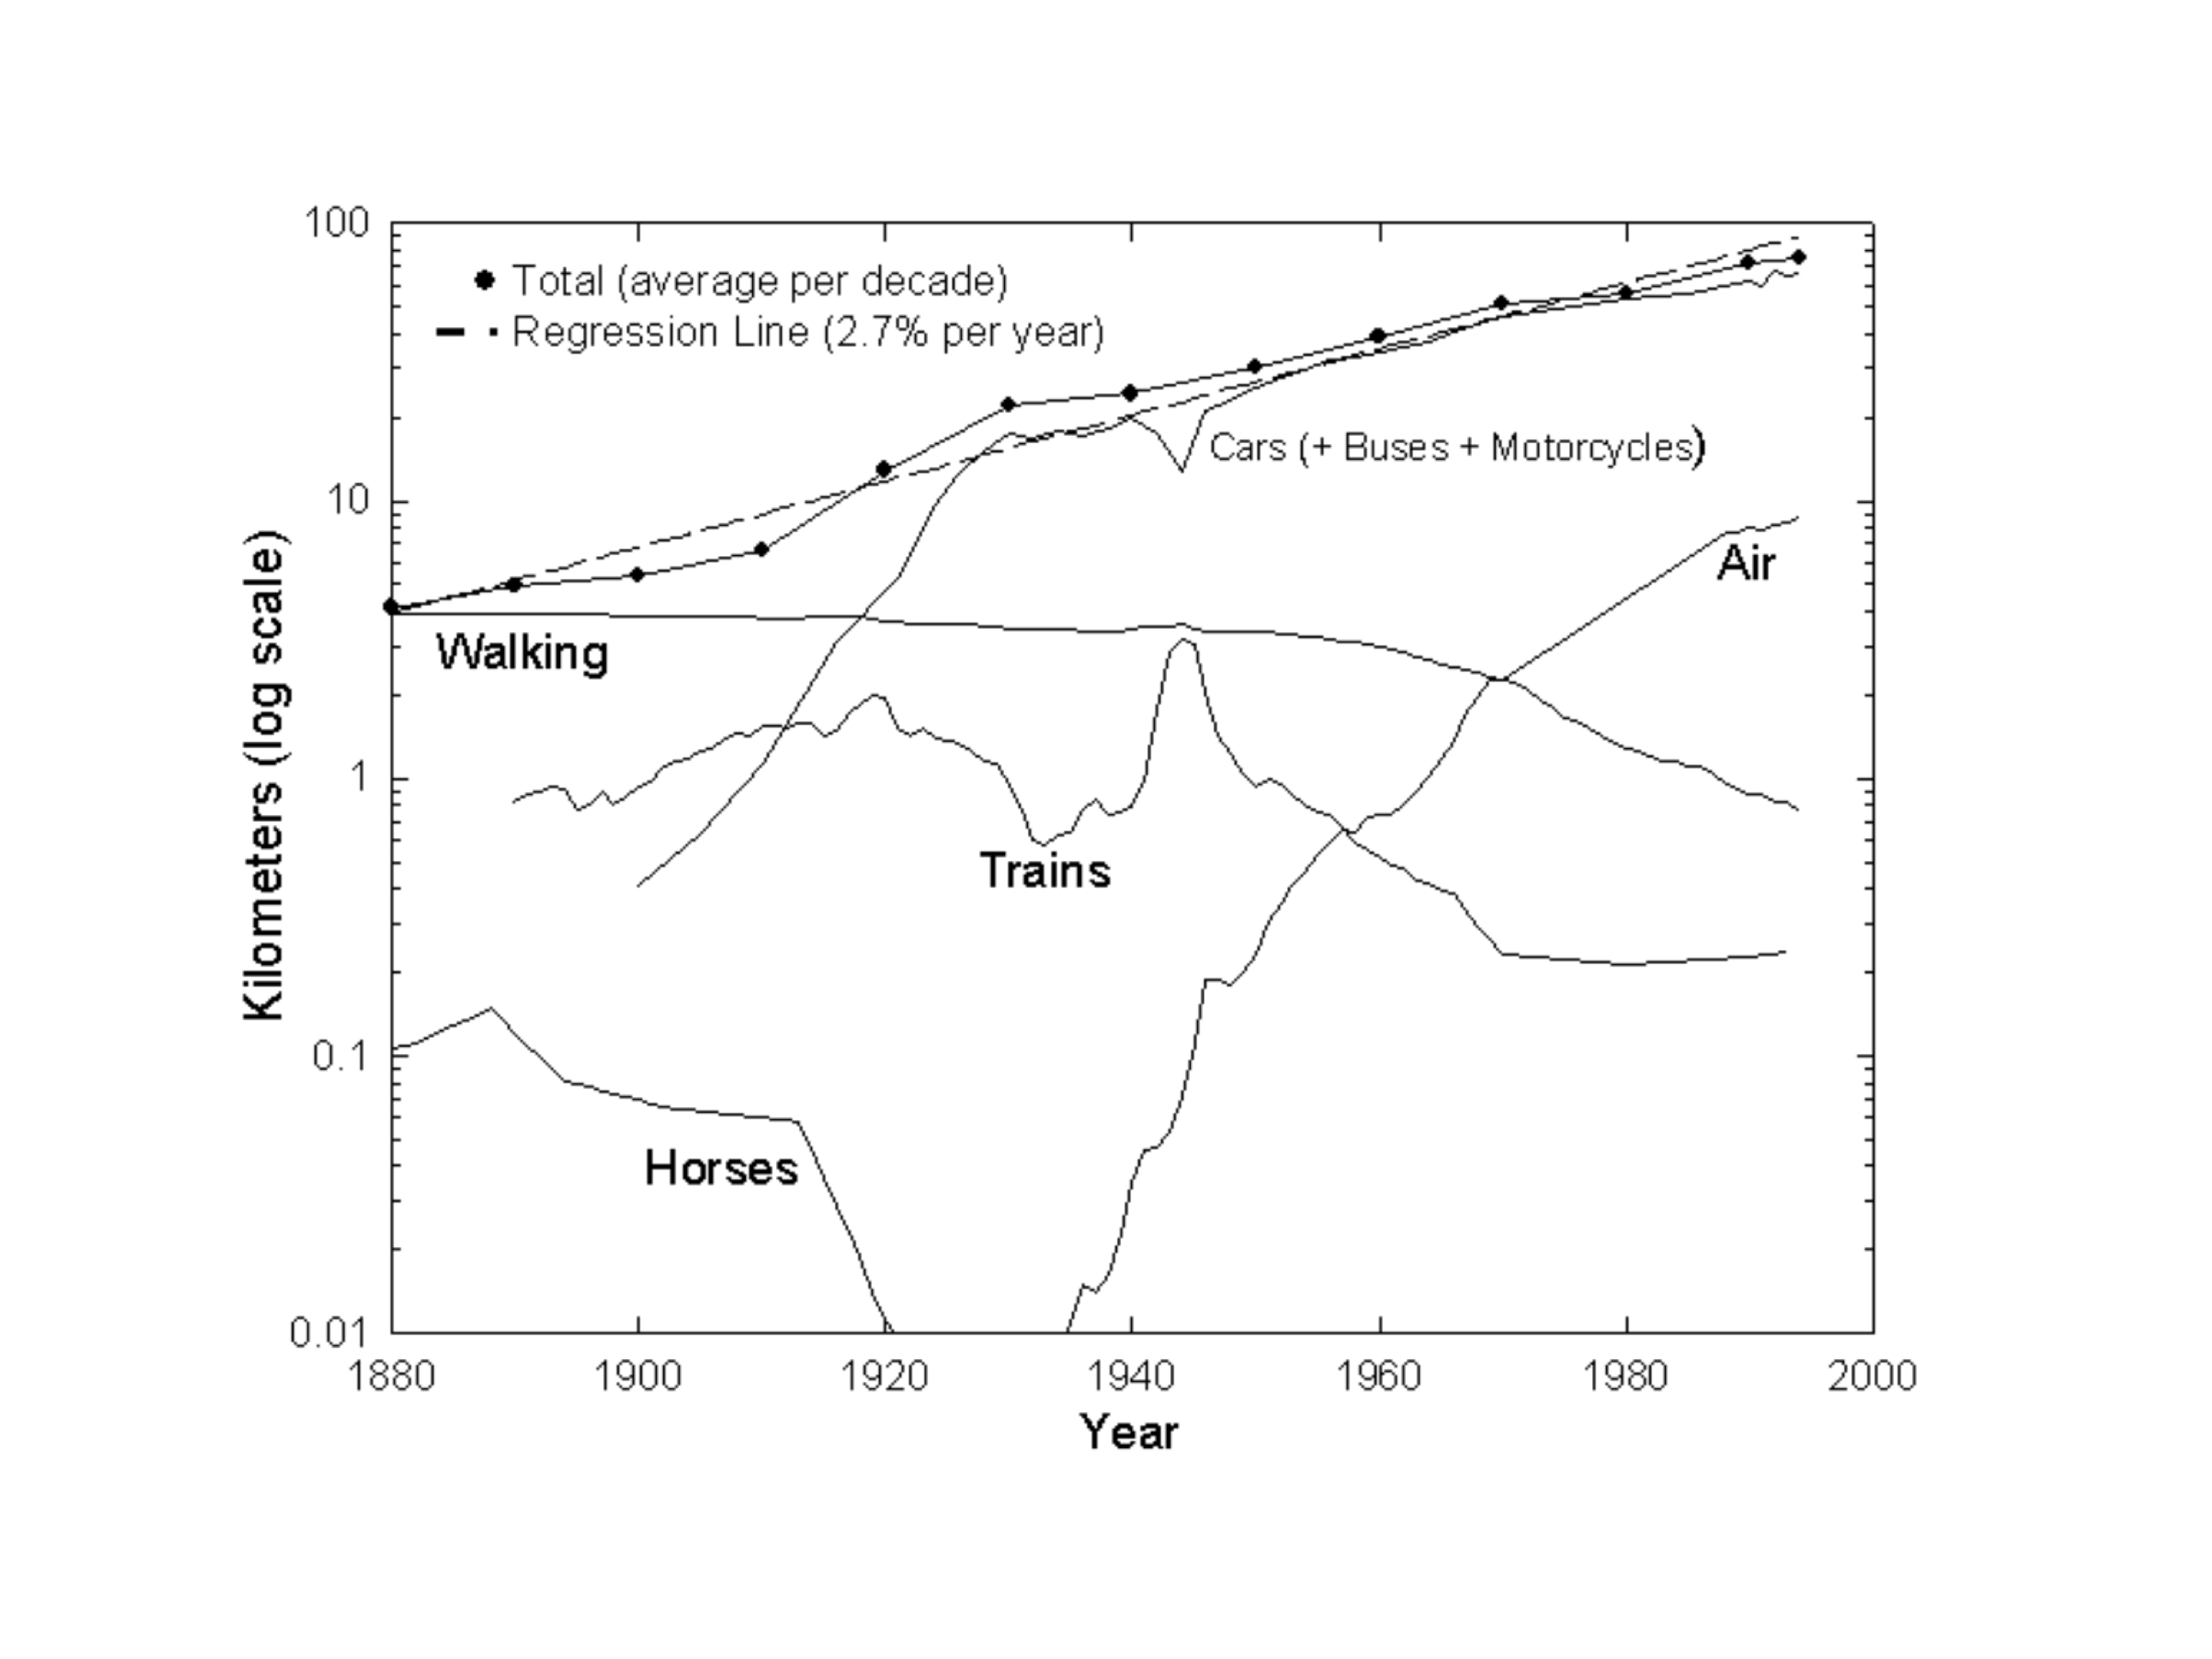 100
Total (average per decade)
Regression Line (2.7% per year)
Cars (+ Buses + Motorcycles)
10
Air
Walking
1
Trains
0.1
Horses
0.01
1880 1900 1920 1940 1960 1980 2000
Year
Kilometers (log scale)